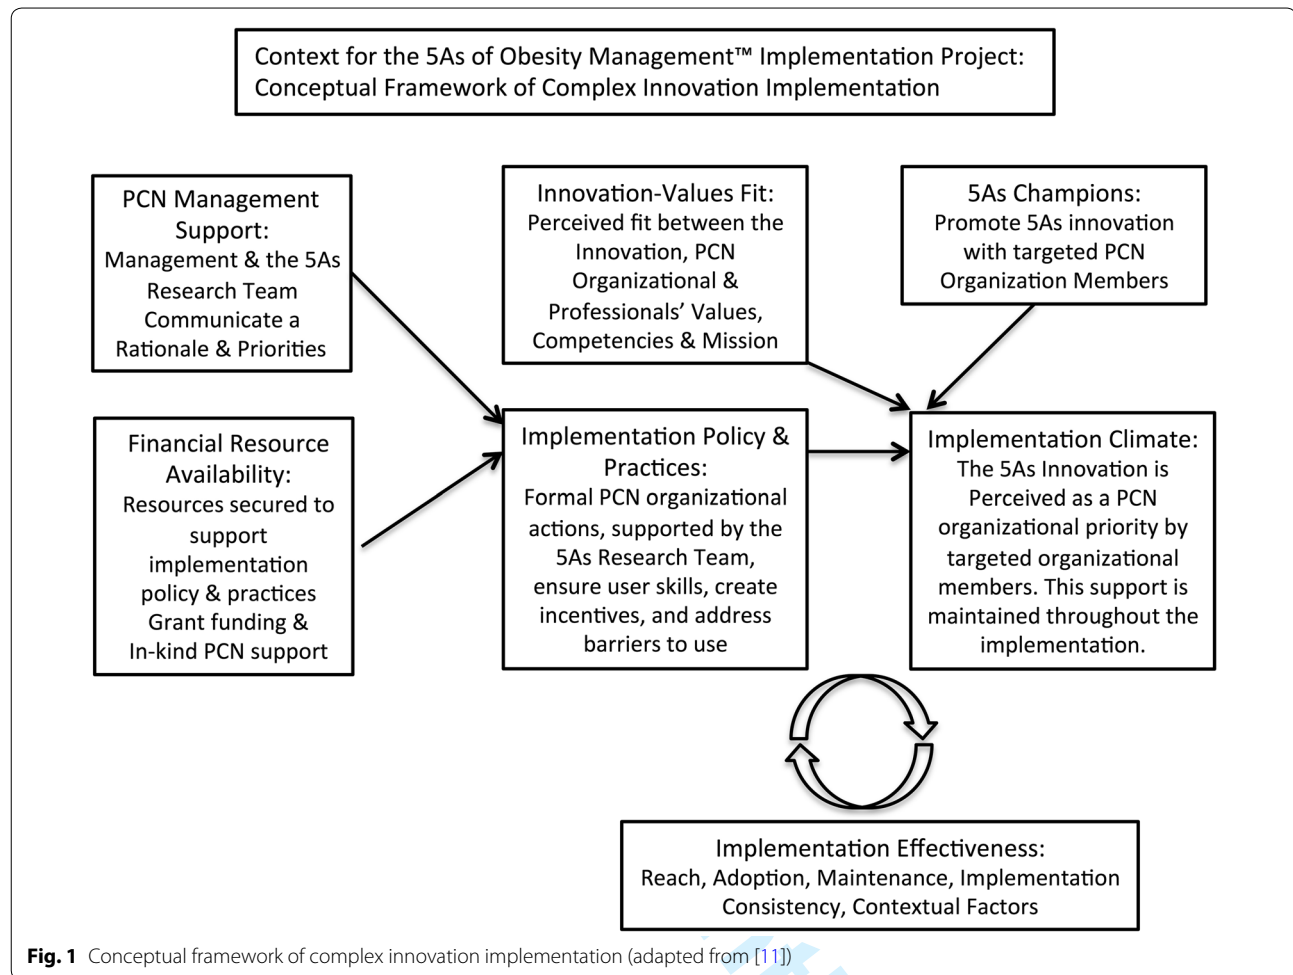 Context for the 5As of Obesity Management™ Implementation Project:
Conceptual Framework of Complex Innovation Implementation
PCN Management
Support:
Management & the 5As
Research Team
Communicate a
Rationale & Priorities
Innovation-Values Fit:
Perceived fit between the
Innovation, PCN
Organizational &
Professionals’ Values,
Competencies & Mission
5As Champions:
Promote 5As innovation
with targeted PCN
Organization Members
Financial Resource
Availability:
Resources secured to
support
implementation
policy & practices
Grant funding &
In-kind PCN support
Implementation Policy &
Practices:
Formal PCN organizational
actions, supported by the
5As Research Team,
ensure user skills, create
incentives, and address
barriers to use
Implementation Climate:
The 5As Innovation is
Perceived as a PCN
organizational priority by
targeted organizational
members. This support is
maintained throughout the
implementation.
Implementation Effectiveness:
Reach, Adoption, Maintenance, Implementation
Consistency, Contextual Factors
Fig. 1 Conceptual framework of complex innovation implementation (adapted from [11])